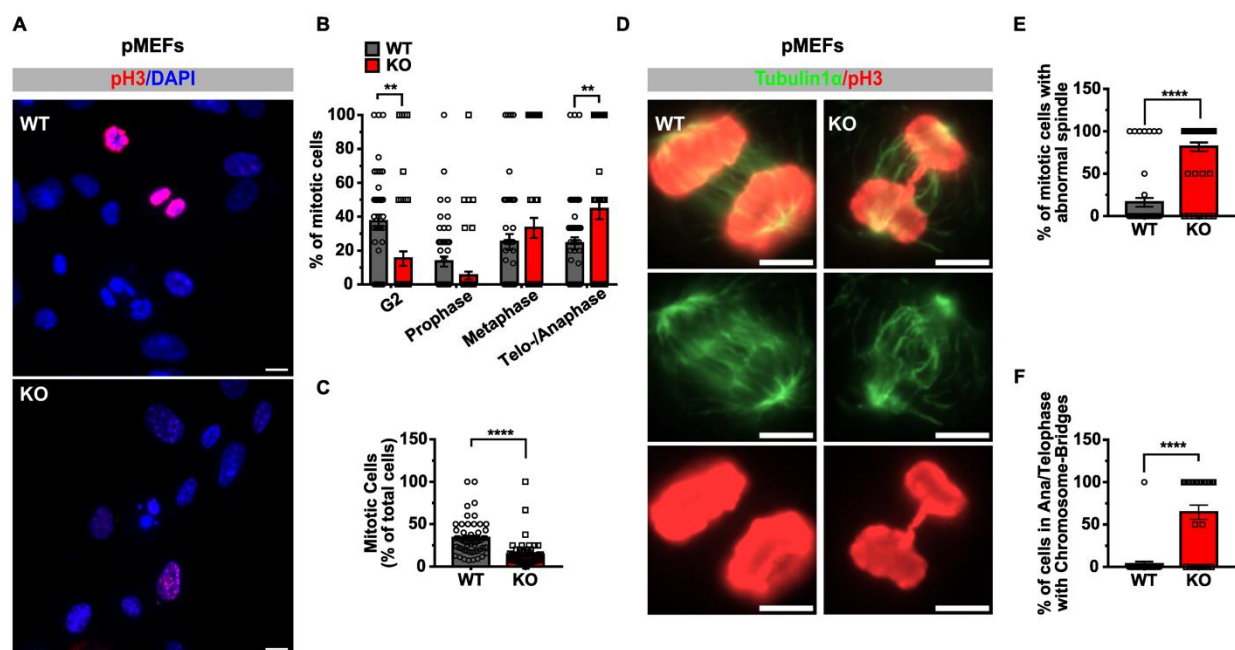 A
pMEFs
pH3/DAPI
WT
KO
B
WT
KO
% of mitotic cells
100
80
60
40
20
0
**
**
G2
Prophase
Metaphase
Telo-/Anaphase
C
Mitotic Cells
(% of total cells)
150
100
50
0
****
WT
KO
D
pMEFs
Tubulin1α/pH3
WT
KO
E
% of mitotic cells with
abnormal spindle
150
100
50
0
****
WT
KO
F
% of cells in Ana/Telophase
with Chromosome-Bridges
150
100
50
0
****
WT
KO